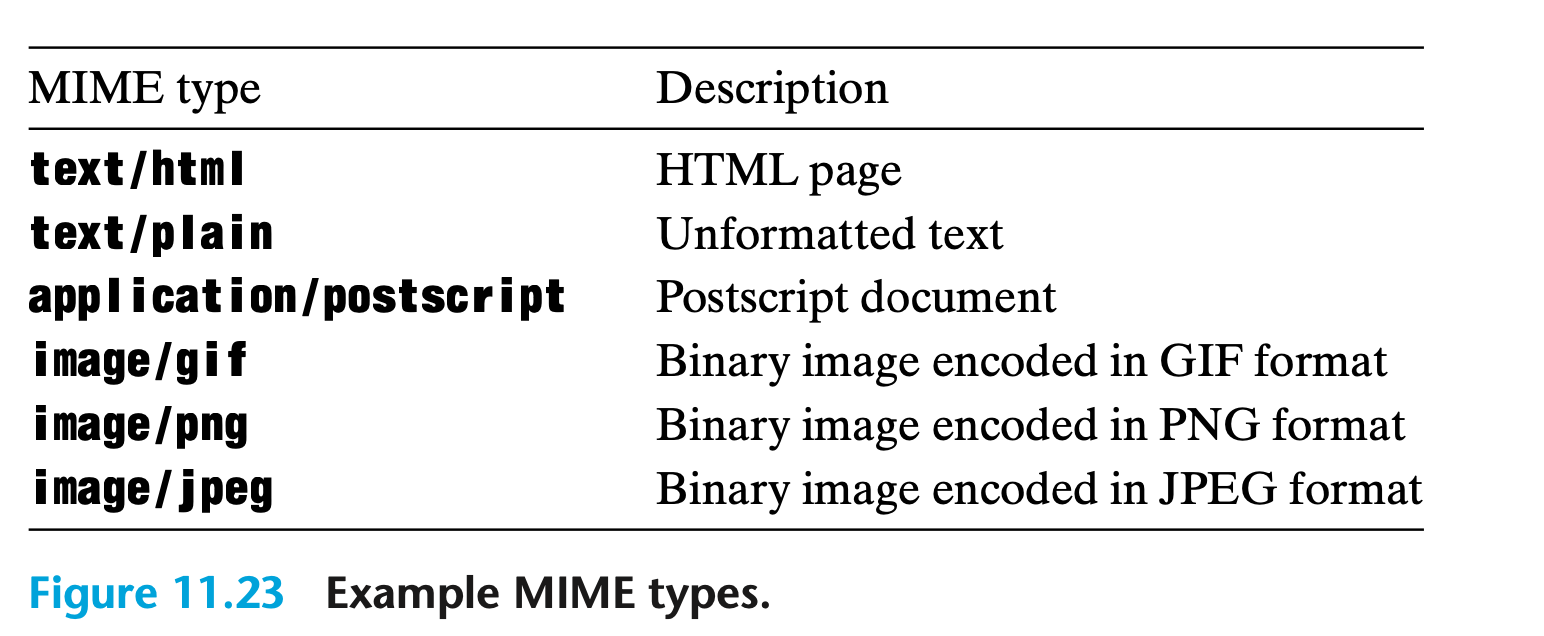 MIME type Description
text/html HTML page
text/plain Unformatted text
application/postscript Postscript document
image/gif Binary image encoded in GIF format
image/png Binary image encoded in PNG format
image/jpeg Binary image encoded in JPEG format
Figure 11.23 Example MIME types.